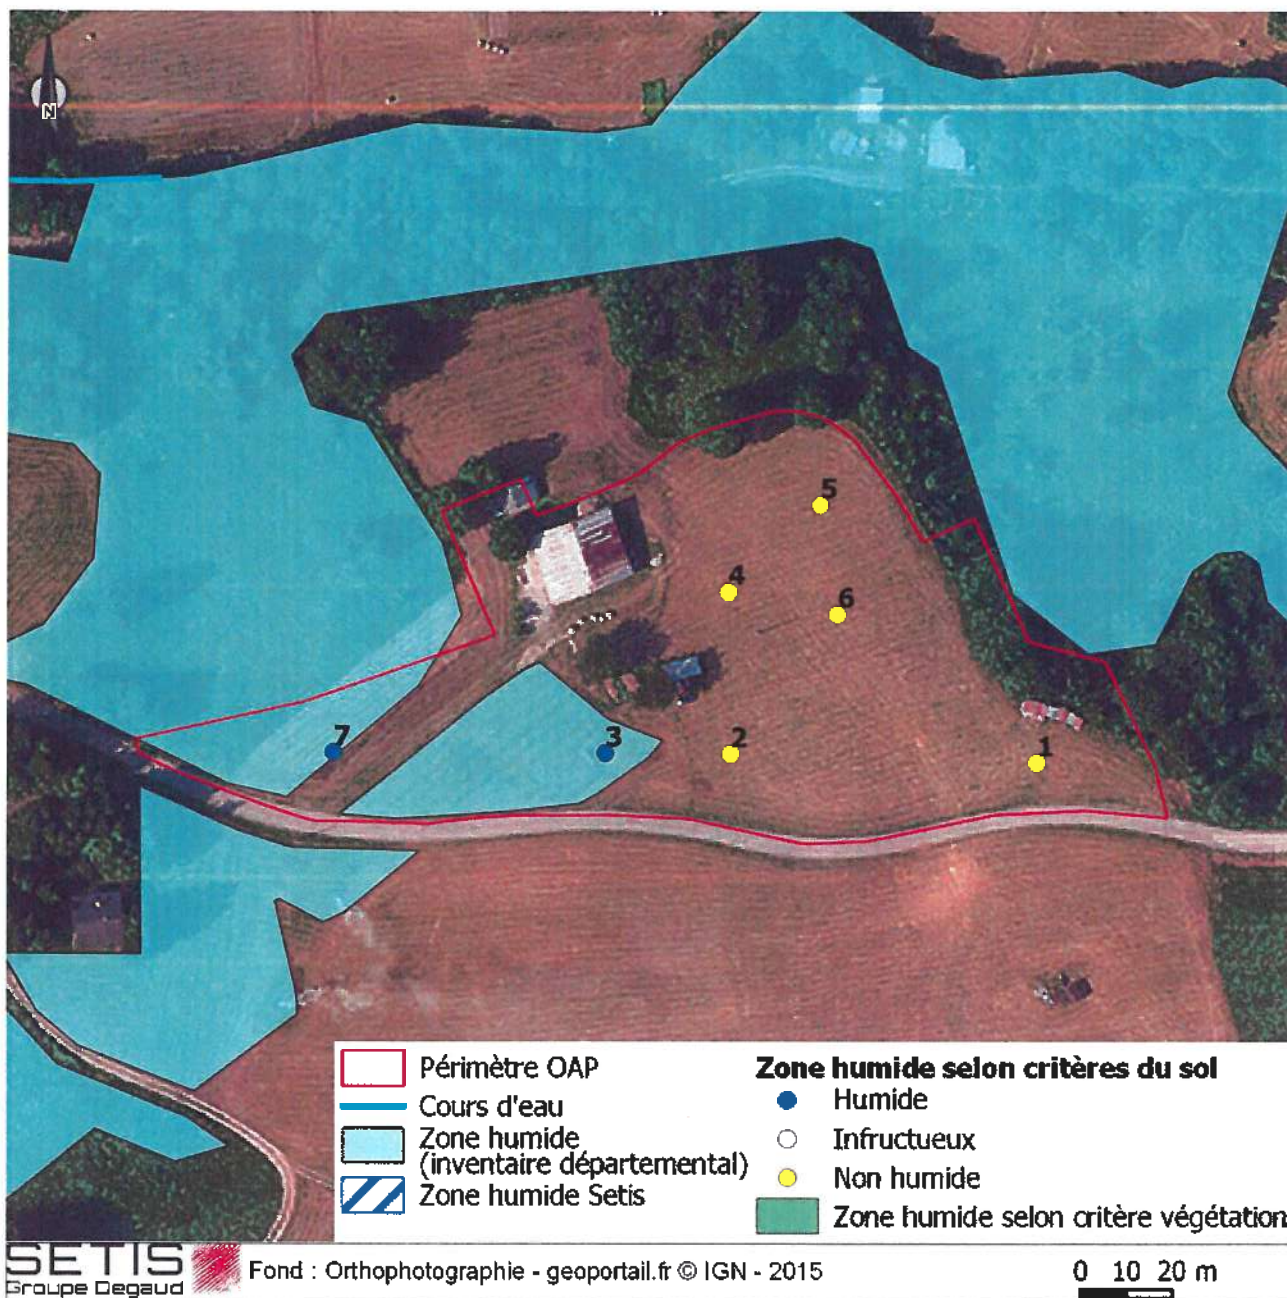 N
5
4
6
7
3
2
1
Périmètre OAP
Cours d'eau
Zone humide
(inventaire départemental)
Zone humide Setis
Zone humide selon critères du sol
Humide
Infructueux
Non humide
Zone humide selon critère végétation
SETIS
Groupe Degaud
Fond : Orthophotographie - geoportail.fr © IGN - 2015
0 10 20 m